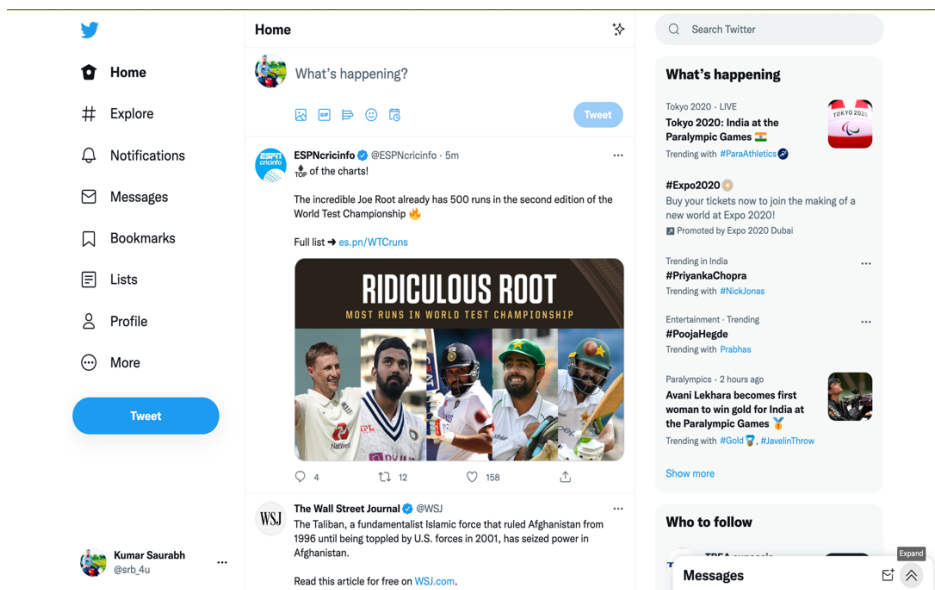 Home
Explore
Notifications
Messages
Bookmarks
Lists
Profile
More
Tweet
Kumar Saurabh
@srb_4u
Home
What's happening?
GIF
Tweet
ESPN
cricinfo
ESPNcricinfo @ESPNcricinfo · 5m
🔝 of the charts!
The incredible Joe Root already has 500 runs in the second edition of the
World Test Championship 🔥
Full list ➜ es.pn/WTCruns
RIDICULOUS ROOT
MOST RUNS IN WORLD TEST CHAMPIONSHIP
4
12
158
WSJ
The Wall Street Journal @WSJ
The Taliban, a fundamentalist Islamic force that ruled Afghanistan from
1996 until being toppled by U.S. forces in 2001, has seized power in
Afghanistan.
Read this article for free on WSJ.com.
Search Twitter
What's happening
Tokyo 2020 · LIVE
Tokyo 2020: India at the
Paralympic Games 🇮🇳
Trending with #ParaAthletics
TOKYO 2020
#Expo2020
Buy your tickets now to join the making of a
new world at Expo 2020!
Promoted by Expo 2020 Dubai
Trending in India
#PriyankaChopra
Trending with #NickJonas
Entertainment · Trending
#PoojaHegde
Trending with Prabhas
Paralympics · 2 hours ago
Avani Lekhara becomes first
woman to win gold for India at
the Paralympic Games 🏅
Trending with #Gold, #JavelinThrow
Show more
Who to follow
Expand
Messages